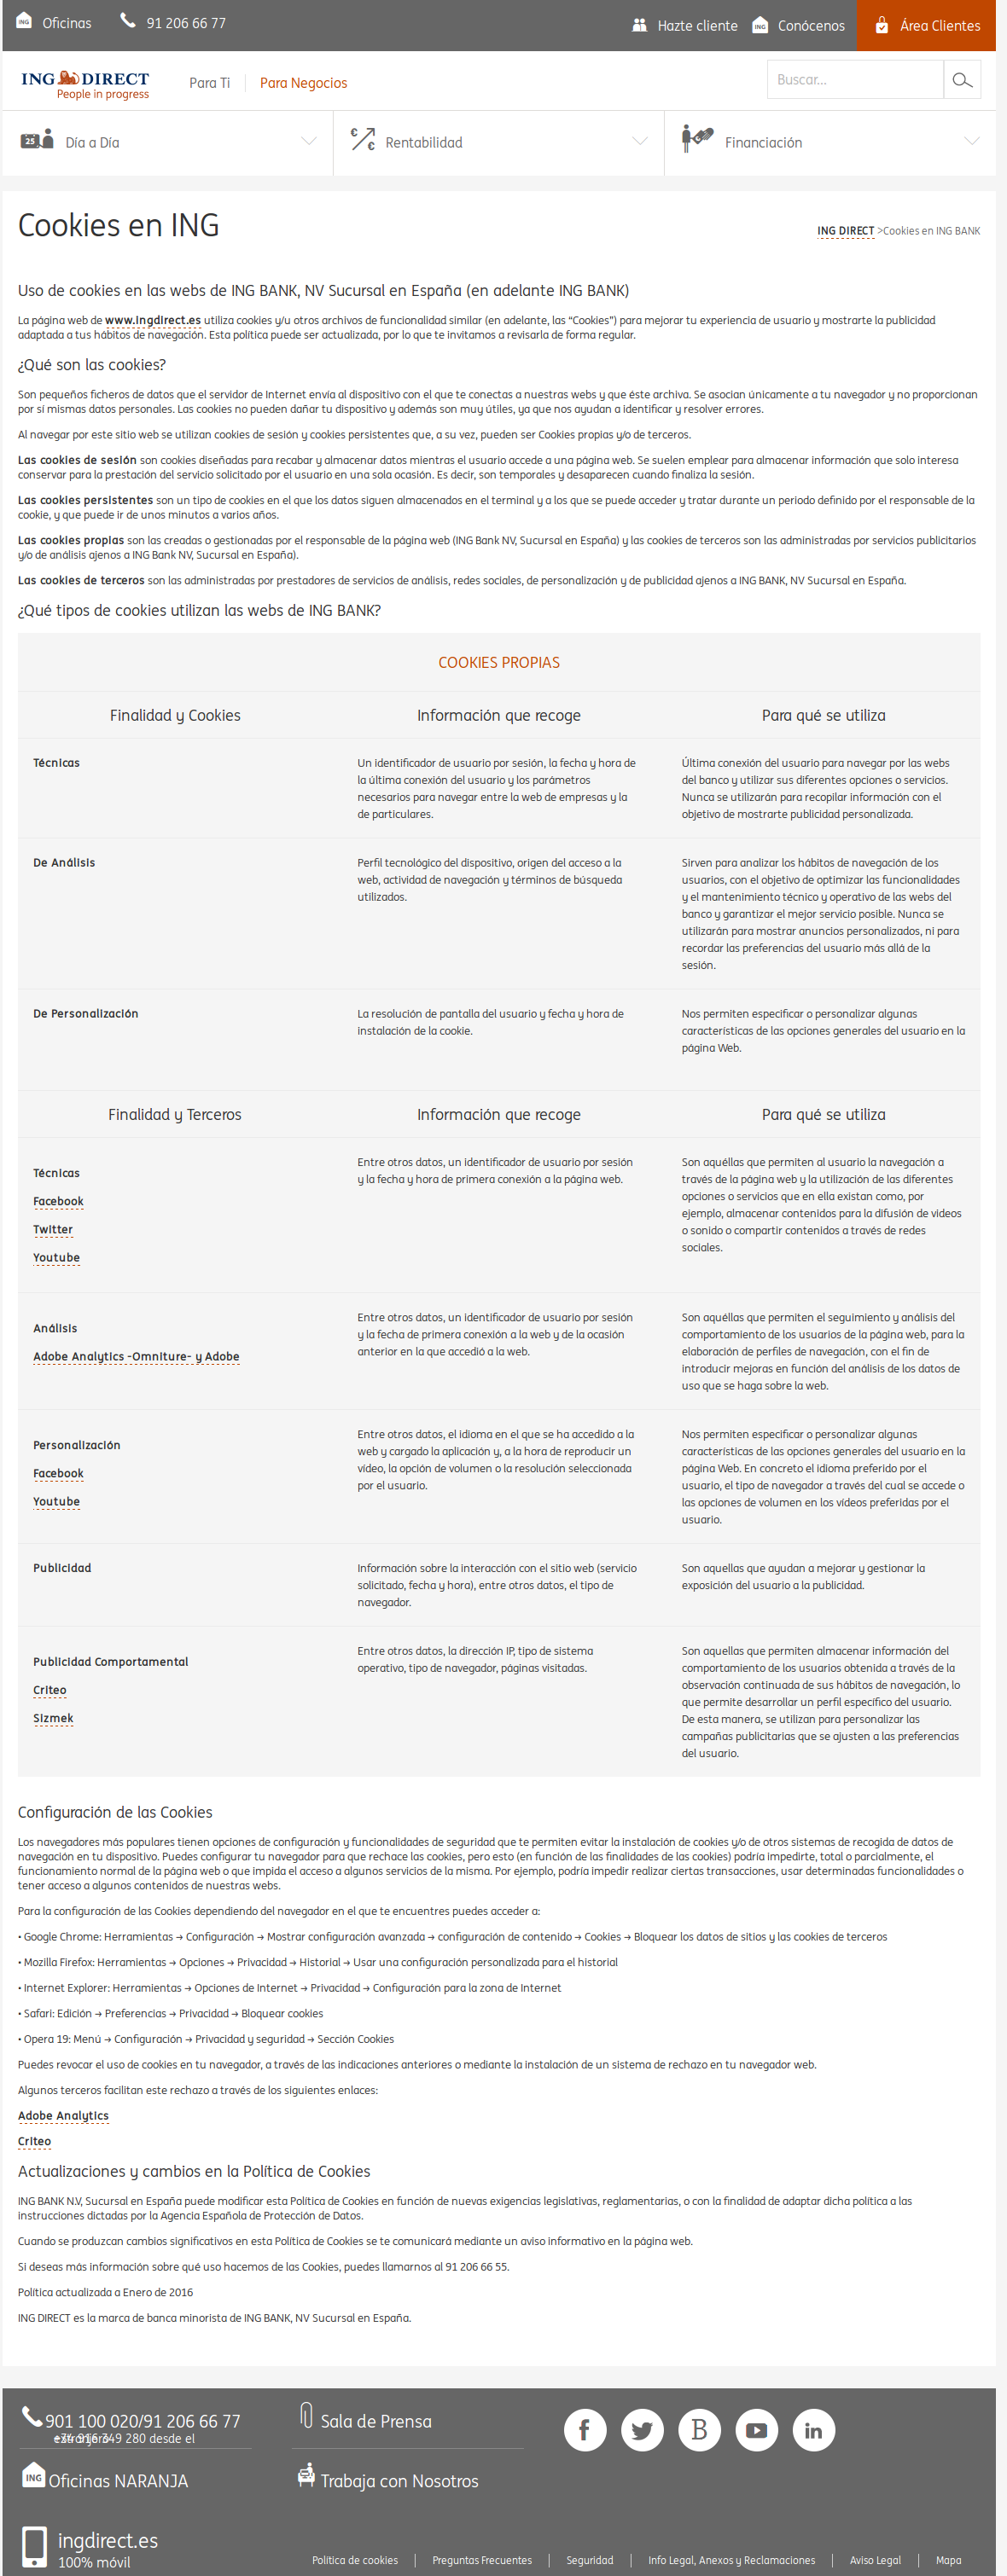 Oficinas 91 206 66 77 Hazte cliente ING Conócenos Área Clientes
ING DIRECT
People in progress
Para Ti Para Negocios Buscar...
25 Día a Día Rentabilidad Financiación
Cookies en ING
ING DIRECT >Cookies en ING BANK
Uso de cookies en las webs de ING BANK, NV Sucursal en España (en adelante ING BANK)
La página web de www.ingdirect.es utiliza cookies y/u otros archivos de funcionalidad similar (en adelante, las “Cookies”) para mejorar tu experiencia de usuario y mostrarte la publicidad
adaptada a tus hábitos de navegación. Esta política puede ser actualizada, por lo que te invitamos a revisarla de forma regular.
¿Qué son las cookies?
Son pequeños ficheros de datos que el servidor de Internet envía al dispositivo con el que te conectas a nuestras webs y que éste archiva. Se asocian únicamente a tu navegador y no proporcionan
por sí mismas datos personales. Las cookies no pueden dañar tu dispositivo y además son muy útiles, ya que nos ayudan a identificar y resolver errores.
Al navegar por este sitio web se utilizan cookies de sesión y cookies persistentes que, a su vez, pueden ser Cookies propias y/o de terceros.
Las cookies de sesión son cookies diseñadas para recabar y almacenar datos mientras el usuario accede a una página web. Se suelen emplear para almacenar información que solo interesa
conservar para la prestación del servicio solicitado por el usuario en una sola ocasión. Es decir, son temporales y desaparecen cuando finaliza la sesión.
Las cookies persistentes son un tipo de cookies en el que los datos siguen almacenados en el terminal y a los que se puede acceder y tratar durante un periodo definido por el responsable de la
cookie, y que puede ir de unos minutos a varios años.
Las cookies propias son las creadas o gestionadas por el responsable de la página web (ING Bank NV, Sucursal en España) y las cookies de terceros son las administradas por servicios publicitarios
y/o de análisis ajenos a ING Bank NV, Sucursal en España).
Las cookies de terceros son las administradas por prestadores de servicios de análisis, redes sociales, de personalización y de publicidad ajenos a ING BANK, NV Sucursal en España.
¿Qué tipos de cookies utilizan las webs de ING BANK?
COOKIES PROPIAS
Finalidad y Cookies Información que recoge Para qué se utiliza
Técnicas
Un identificador de usuario por sesión, la fecha y hora de
la última conexión del usuario y los parámetros
necesarios para navegar entre la web de empresas y la
de particulares.
Última conexión del usuario para navegar por las webs
del banco y utilizar sus diferentes opciones o servicios.
Nunca se utilizarán para recopilar información con el
objetivo de mostrarte publicidad personalizada.
De Análisis
Perfil tecnológico del dispositivo, origen del acceso a la
web, actividad de navegación y términos de búsqueda
utilizados.
Sirven para analizar los hábitos de navegación de los
usuarios, con el objetivo de optimizar las funcionalidades
y el mantenimiento técnico y operativo de las webs del
banco y garantizar el mejor servicio posible. Nunca se
utilizarán para mostrar anuncios personalizados, ni para
recordar las preferencias del usuario más allá de la
sesión.
De Personalización
La resolución de pantalla del usuario y fecha y hora de
instalación de la cookie.
Nos permiten especificar o personalizar algunas
características de las opciones generales del usuario en la
página Web.
Finalidad y Terceros Información que recoge Para qué se utiliza
Técnicas
Facebook
Twitter
Youtube
Entre otros datos, un identificador de usuario por sesión
y la fecha y hora de primera conexión a la página web.
Son aquéllas que permiten al usuario la navegación a
través de la página web y la utilización de las diferentes
opciones o servicios que en ella existan como, por
ejemplo, almacenar contenidos para la difusión de videos
o sonido o compartir contenidos a través de redes
sociales.
Análisis
Adobe Analytics -Omniture- y Adobe
Entre otros datos, un identificador de usuario por sesión
y la fecha de primera conexión a la web y de la ocasión
anterior en la que accedió a la web.
Son aquéllas que permiten el seguimiento y análisis del
comportamiento de los usuarios de la página web, para la
elaboración de perfiles de navegación, con el fin de
introducir mejoras en función del análisis de los datos de
uso que se haga sobre la web.
Personalización
Facebook
Youtube
Entre otros datos, el idioma en el que se ha accedido a la
web y cargado la aplicación y, a la hora de reproducir un
vídeo, la opción de volumen o la resolución seleccionada
por el usuario.
Nos permiten especificar o personalizar algunas
características de las opciones generales del usuario en la
página Web. En concreto el idioma preferido por el
usuario, el tipo de navegador a través del cual se accede o
las opciones de volumen en los vídeos preferidas por el
usuario.
Publicidad
Información sobre la interacción con el sitio web (servicio
solicitado, fecha y hora), entre otros datos, el tipo de
navegador.
Son aquellas que ayudan a mejorar y gestionar la
exposición del usuario a la publicidad.
Publicidad Comportamental
Criteo
Sizmek
Entre otros datos, la dirección IP, tipo de sistema
operativo, tipo de navegador, páginas visitadas.
Son aquellas que permiten almacenar información del
comportamiento de los usuarios obtenida a través de la
observación continuada de sus hábitos de navegación, lo
que permite desarrollar un perfil específico del usuario.
De esta manera, se utilizan para personalizar las
campañas publicitarias que se ajusten a las preferencias
del usuario.
Configuración de las Cookies
Los navegadores más populares tienen opciones de configuración y funcionalidades de seguridad que te permiten evitar la instalación de cookies y/o de otros sistemas de recogida de datos de
navegación en tu dispositivo. Puedes configurar tu navegador para que rechace las cookies, pero esto (en función de las finalidades de las cookies) podría impedirte, total o parcialmente, el
funcionamiento normal de la página web o que impida el acceso a algunos servicios de la misma. Por ejemplo, podría impedir realizar ciertas transacciones, usar determinadas funcionalidades o
tener acceso a algunos contenidos de nuestras webs.
Para la configuración de las Cookies dependiendo del navegador en el que te encuentres puedes acceder a:
• Google Chrome: Herramientas → Configuración → Mostrar configuración avanzada → configuración de contenido → Cookies → Bloquear los datos de sitios y las cookies de terceros
• Mozilla Firefox: Herramientas → Opciones → Privacidad → Historial → Usar una configuración personalizada para el historial
• Internet Explorer: Herramientas → Opciones de Internet → Privacidad → Configuración para la zona de Internet
• Safari: Edición → Preferencias → Privacidad → Bloquear cookies
• Opera 19: Menú → Configuración → Privacidad y seguridad → Sección Cookies
Puedes revocar el uso de cookies en tu navegador, a través de las indicaciones anteriores o mediante la instalación de un sistema de rechazo en tu navegador web.
Algunos terceros facilitan este rechazo a través de los siguientes enlaces:
Adobe Analytics
Criteo
Actualizaciones y cambios en la Política de Cookies
ING BANK N.V, Sucursal en España puede modificar esta Política de Cookies en función de nuevas exigencias legislativas, reglamentarias, o con la finalidad de adaptar dicha política a las
instrucciones dictadas por la Agencia Española de Protección de Datos.
Cuando se produzcan cambios significativos en esta Política de Cookies se te comunicará mediante un aviso informativo en la página web.
Si deseas más información sobre qué uso hacemos de las Cookies, puedes llamarnos al 91 206 66 55.
Política actualizada a Enero de 2016
ING DIRECT es la marca de banca minorista de ING BANK, NV Sucursal en España.
901 100 020/91 206 66 77
+34 916 349 280 desde el
extranjero
Sala de Prensa
ING Oficinas NARANJA
Trabaja con Nosotros
ingdirect.es
100% móvil
Política de cookies Preguntas Frecuentes Seguridad Info Legal, Anexos y Reclamaciones Aviso Legal Mapa